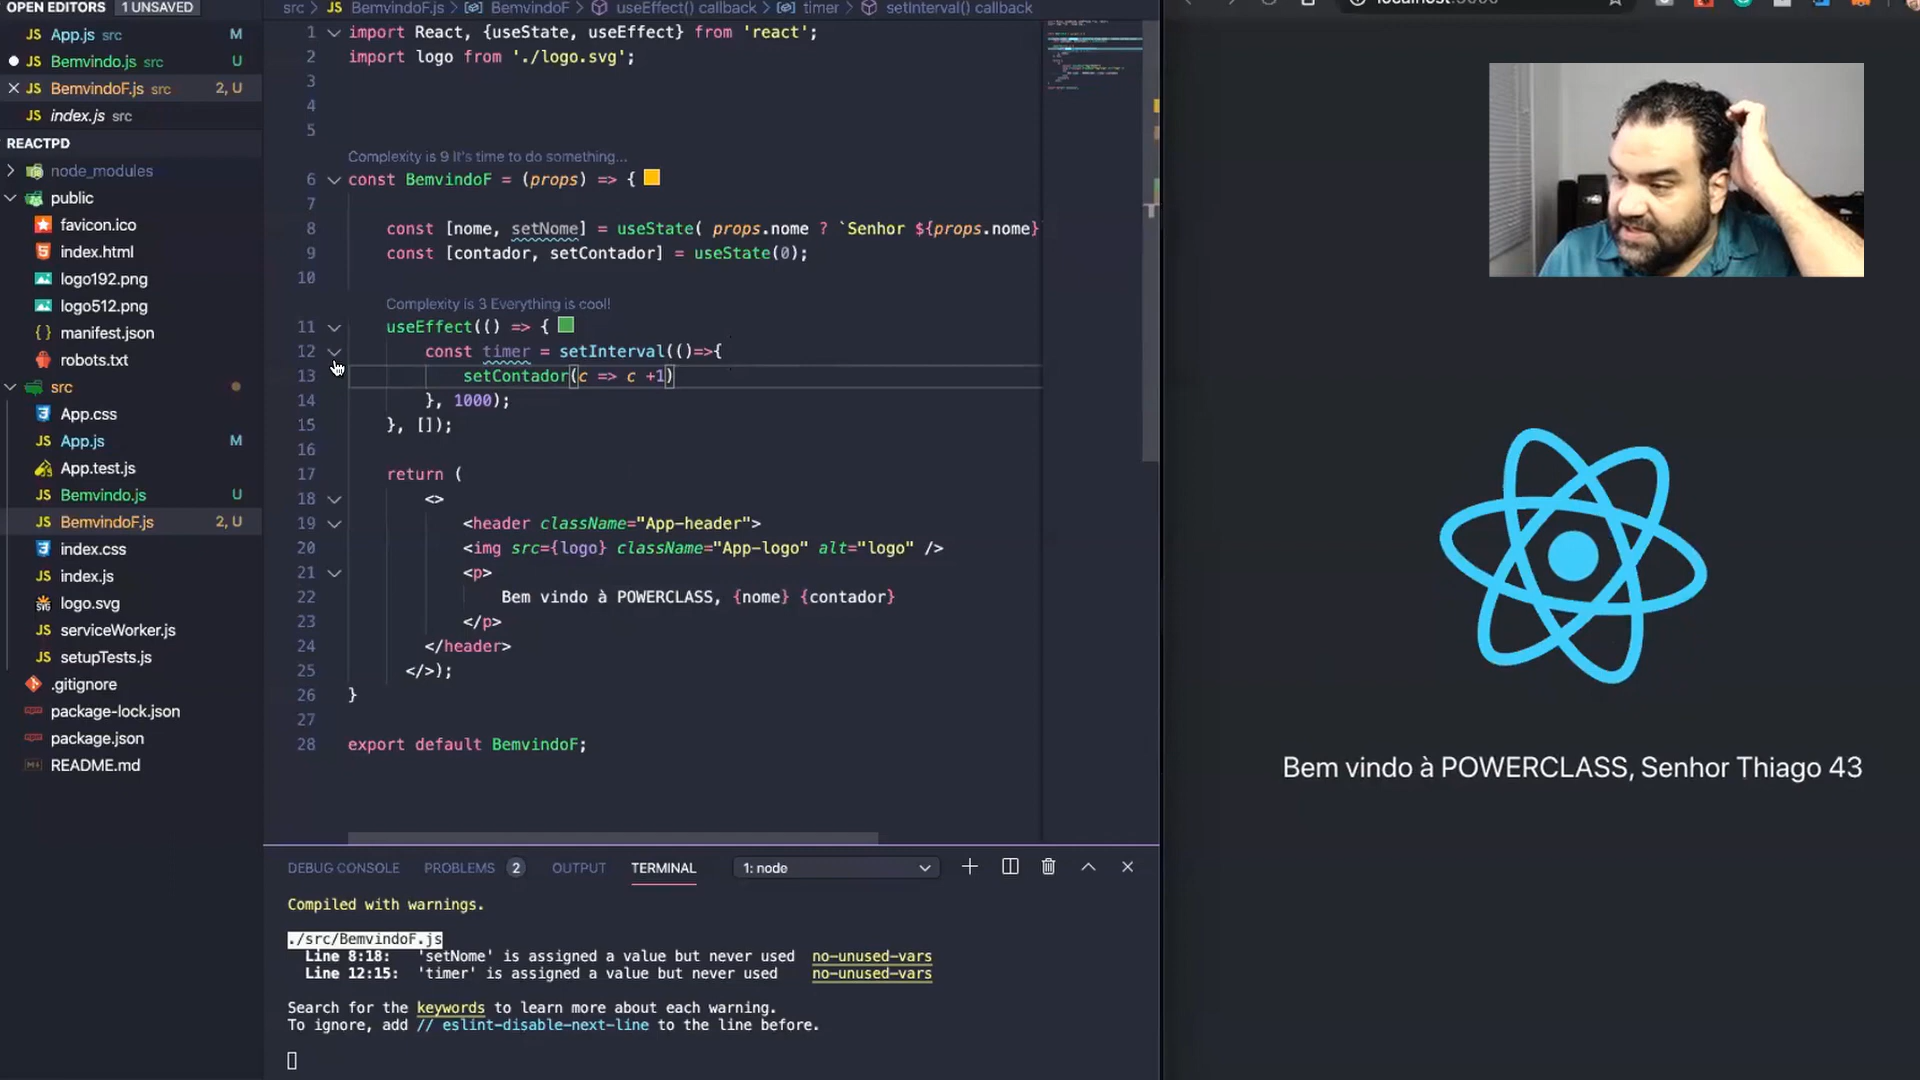 OPEN EDITORS 1 UNSAVED
App.js src M
Bemvindo.js src U
BemvindoF.js src 2, U
index.js src
REACTPD
node_modules
public
favicon.ico
index.html
logo192.png
logo512.png
manifest.json
robots.txt
src
App.css
App.js M
App.test.js
Bemvindo.js U
BemvindoF.js 2, U
index.css
index.js
logo.svg
serviceWorker.js
setupTests.js
.gitignore
package-lock.json
package.json
README.md
src > JS BemvindoF.js > BemvindoF > useEffect() callback > timer > setInterval() callback
1 import React, {useState, useEffect} from 'react';
2 import logo from './logo.svg';
3
4
5
Complexity is 9 It's time to do something...
6 const BemvindoF = (props) => {
7
8 const [nome, setNome] = useState( props.nome ? `Senhor ${props.nome}
9 const [contador, setContador] = useState(0);
10
Complexity is 3 Everything is cool!
11 useEffect(() => {
12 const timer = setInterval(()=>{
13 setContador(c => c +1)
14 }, 1000);
15 }, []);
16
17 return (
18 <>
19 <header className="App-header">
20 <img src={logo} className="App-logo" alt="logo" />
21 <p>
22 Bem vindo à POWERCLASS, {nome} {contador}
23 </p>
24 </header>
25 </>);
26 }
27
28 export default BemvindoF;
DEBUG CONSOLE PROBLEMS 2 OUTPUT TERMINAL 1: node
Compiled with warnings.
./src/BemvindoF.js
Line 8:18: 'setNome' is assigned a value but never used no-unused-vars
Line 12:15: 'timer' is assigned a value but never used no-unused-vars
Search for the keywords to learn more about each warning.
To ignore, add // eslint-disable-next-line to the line before.
Bem vindo à POWERCLASS, Senhor Thiago 43